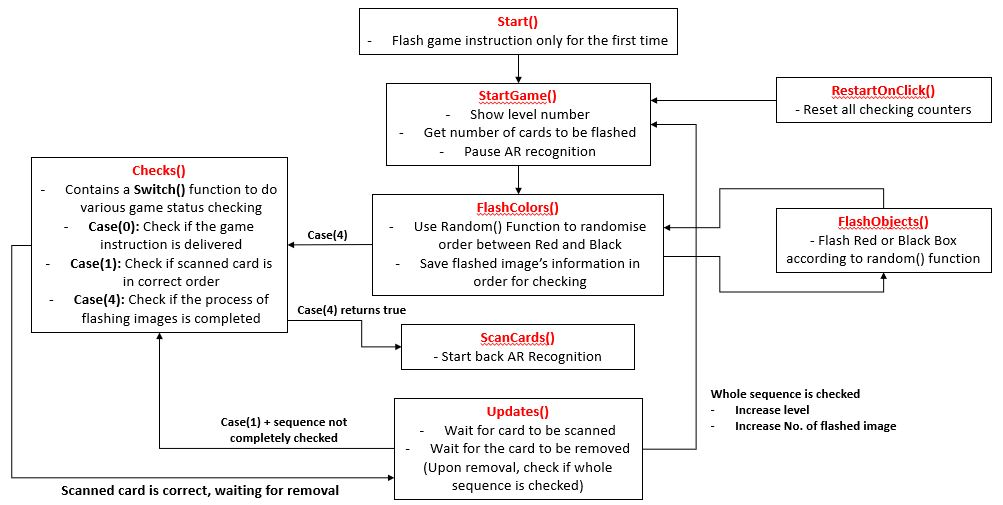 Start()
- Flash game instruction only for the first time
StartGame()
- Show level number
- Get number of cards to be flashed
- Pause AR recognition
RestartOnClick()
- Reset all checking counters
Checks()
- Contains a Switch() function to do
various game status checking
- Case(0): Check if the game
instruction is delivered
- Case(1): Check if scanned card is
in correct order
- Case(4): Check if the process of
flashing images is completed
Case(4)
FlashColors()
- Use Random() Function to randomise
order between Red and Black
- Save flashed image's information in
order for checking
FlashObjects()
- Flash Red or Black Box
according to random() function
Case(4) returns true
ScanCards()
- Start back AR Recognition
Whole sequence is checked
- Increase level
- Increase No. of flashed image
Case(1) + sequence not
completely checked
Updates()
- Wait for card to be scanned
- Wait for the card to be removed
(Upon removal, check if whole
sequence is checked)
Scanned card is correct, waiting for removal